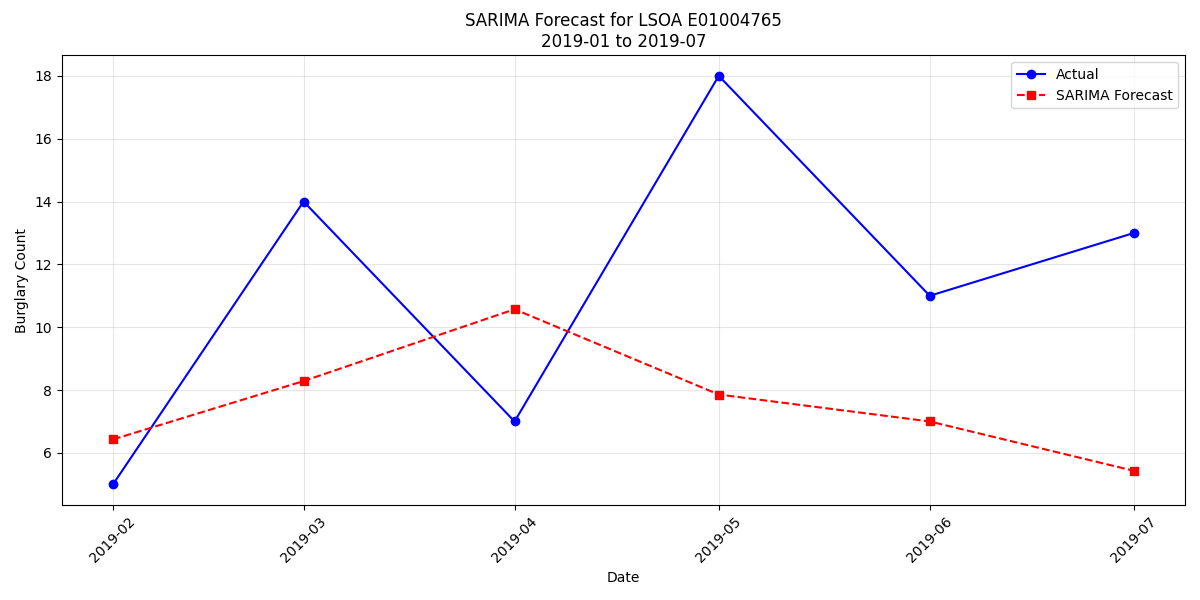 SARIMA Forecast for LSOA E01004765
2019-01 to 2019-07
Actual
SARIMA Forecast
18
16
14
12
10
8
6
Burglary Count
2019-02
2019-03
2019-04
2019-05
2019-06
2019-07
Date